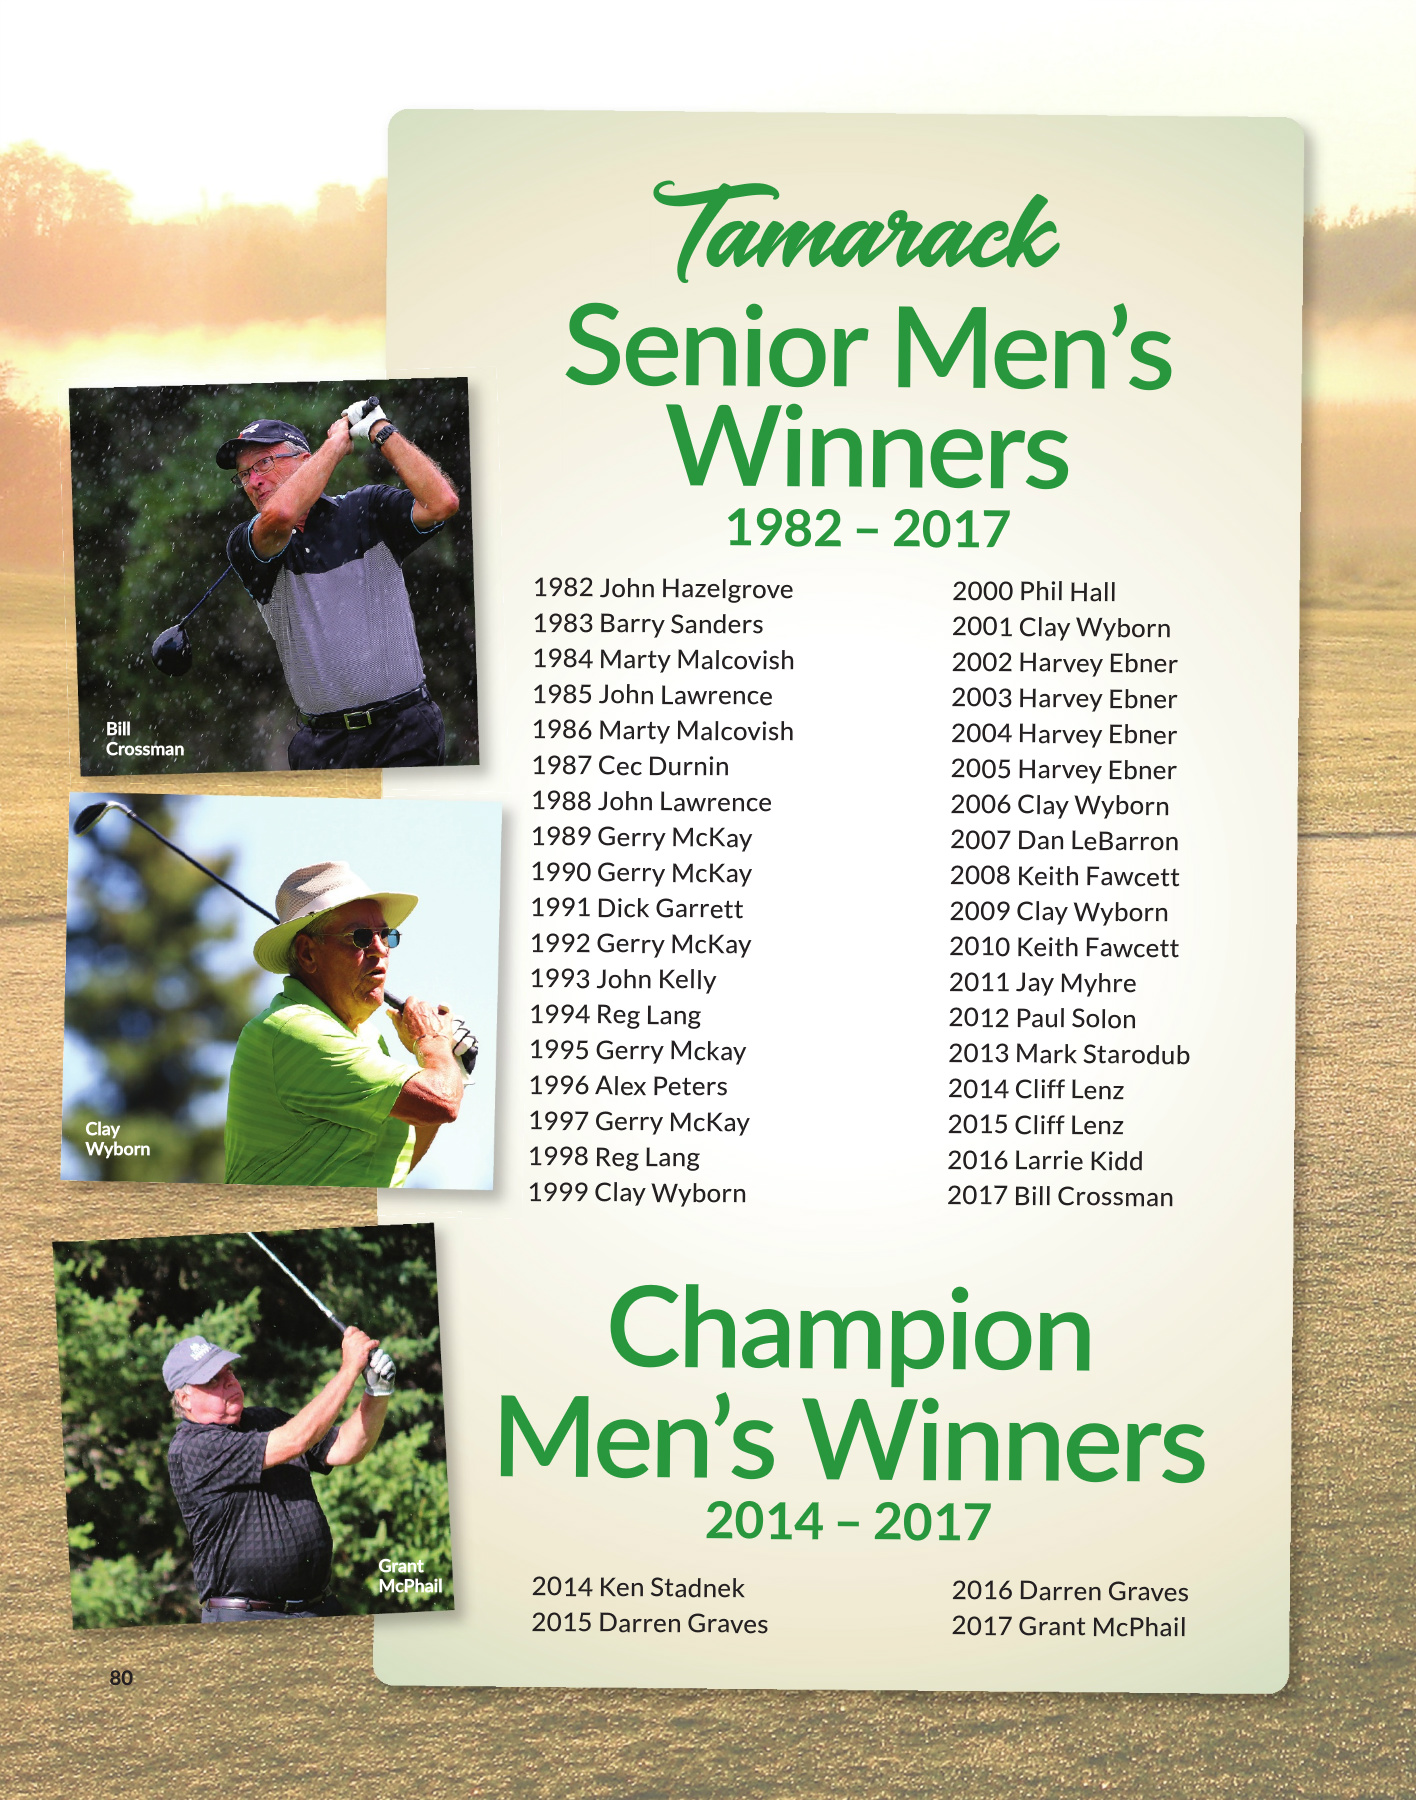 Tamarack
Senior Men's
Winners
1982 – 2017
1982 John Hazelgrove
1983 Barry Sanders
1984 Marty Malcovish
1985 John Lawrence
1986 Marty Malcovish
1987 Cec Durnin
1988 John Lawrence
1989 Gerry McKay
1990 Gerry McKay
1991 Dick Garrett
1992 Gerry McKay
1993 John Kelly
1994 Reg Lang
1995 Gerry Mckay
1996 Alex Peters
1997 Gerry McKay
1998 Reg Lang
1999 Clay Wyborn
2000 Phil Hall
2001 Clay Wyborn
2002 Harvey Ebner
2003 Harvey Ebner
2004 Harvey Ebner
2005 Harvey Ebner
2006 Clay Wyborn
2007 Dan LeBarron
2008 Keith Fawcett
2009 Clay Wyborn
2010 Keith Fawcett
2011 Jay Myhre
2012 Paul Solon
2013 Mark Starodub
2014 Cliff Lenz
2015 Cliff Lenz
2016 Larrie Kidd
2017 Bill Crossman
Champion
Men's Winners
2014 – 2017
2014 Ken Stadnek
2015 Darren Graves
2016 Darren Graves
2017 Grant McPhail
Bill
Crossman
Clay
Wyborn
Grant
McPhail
80